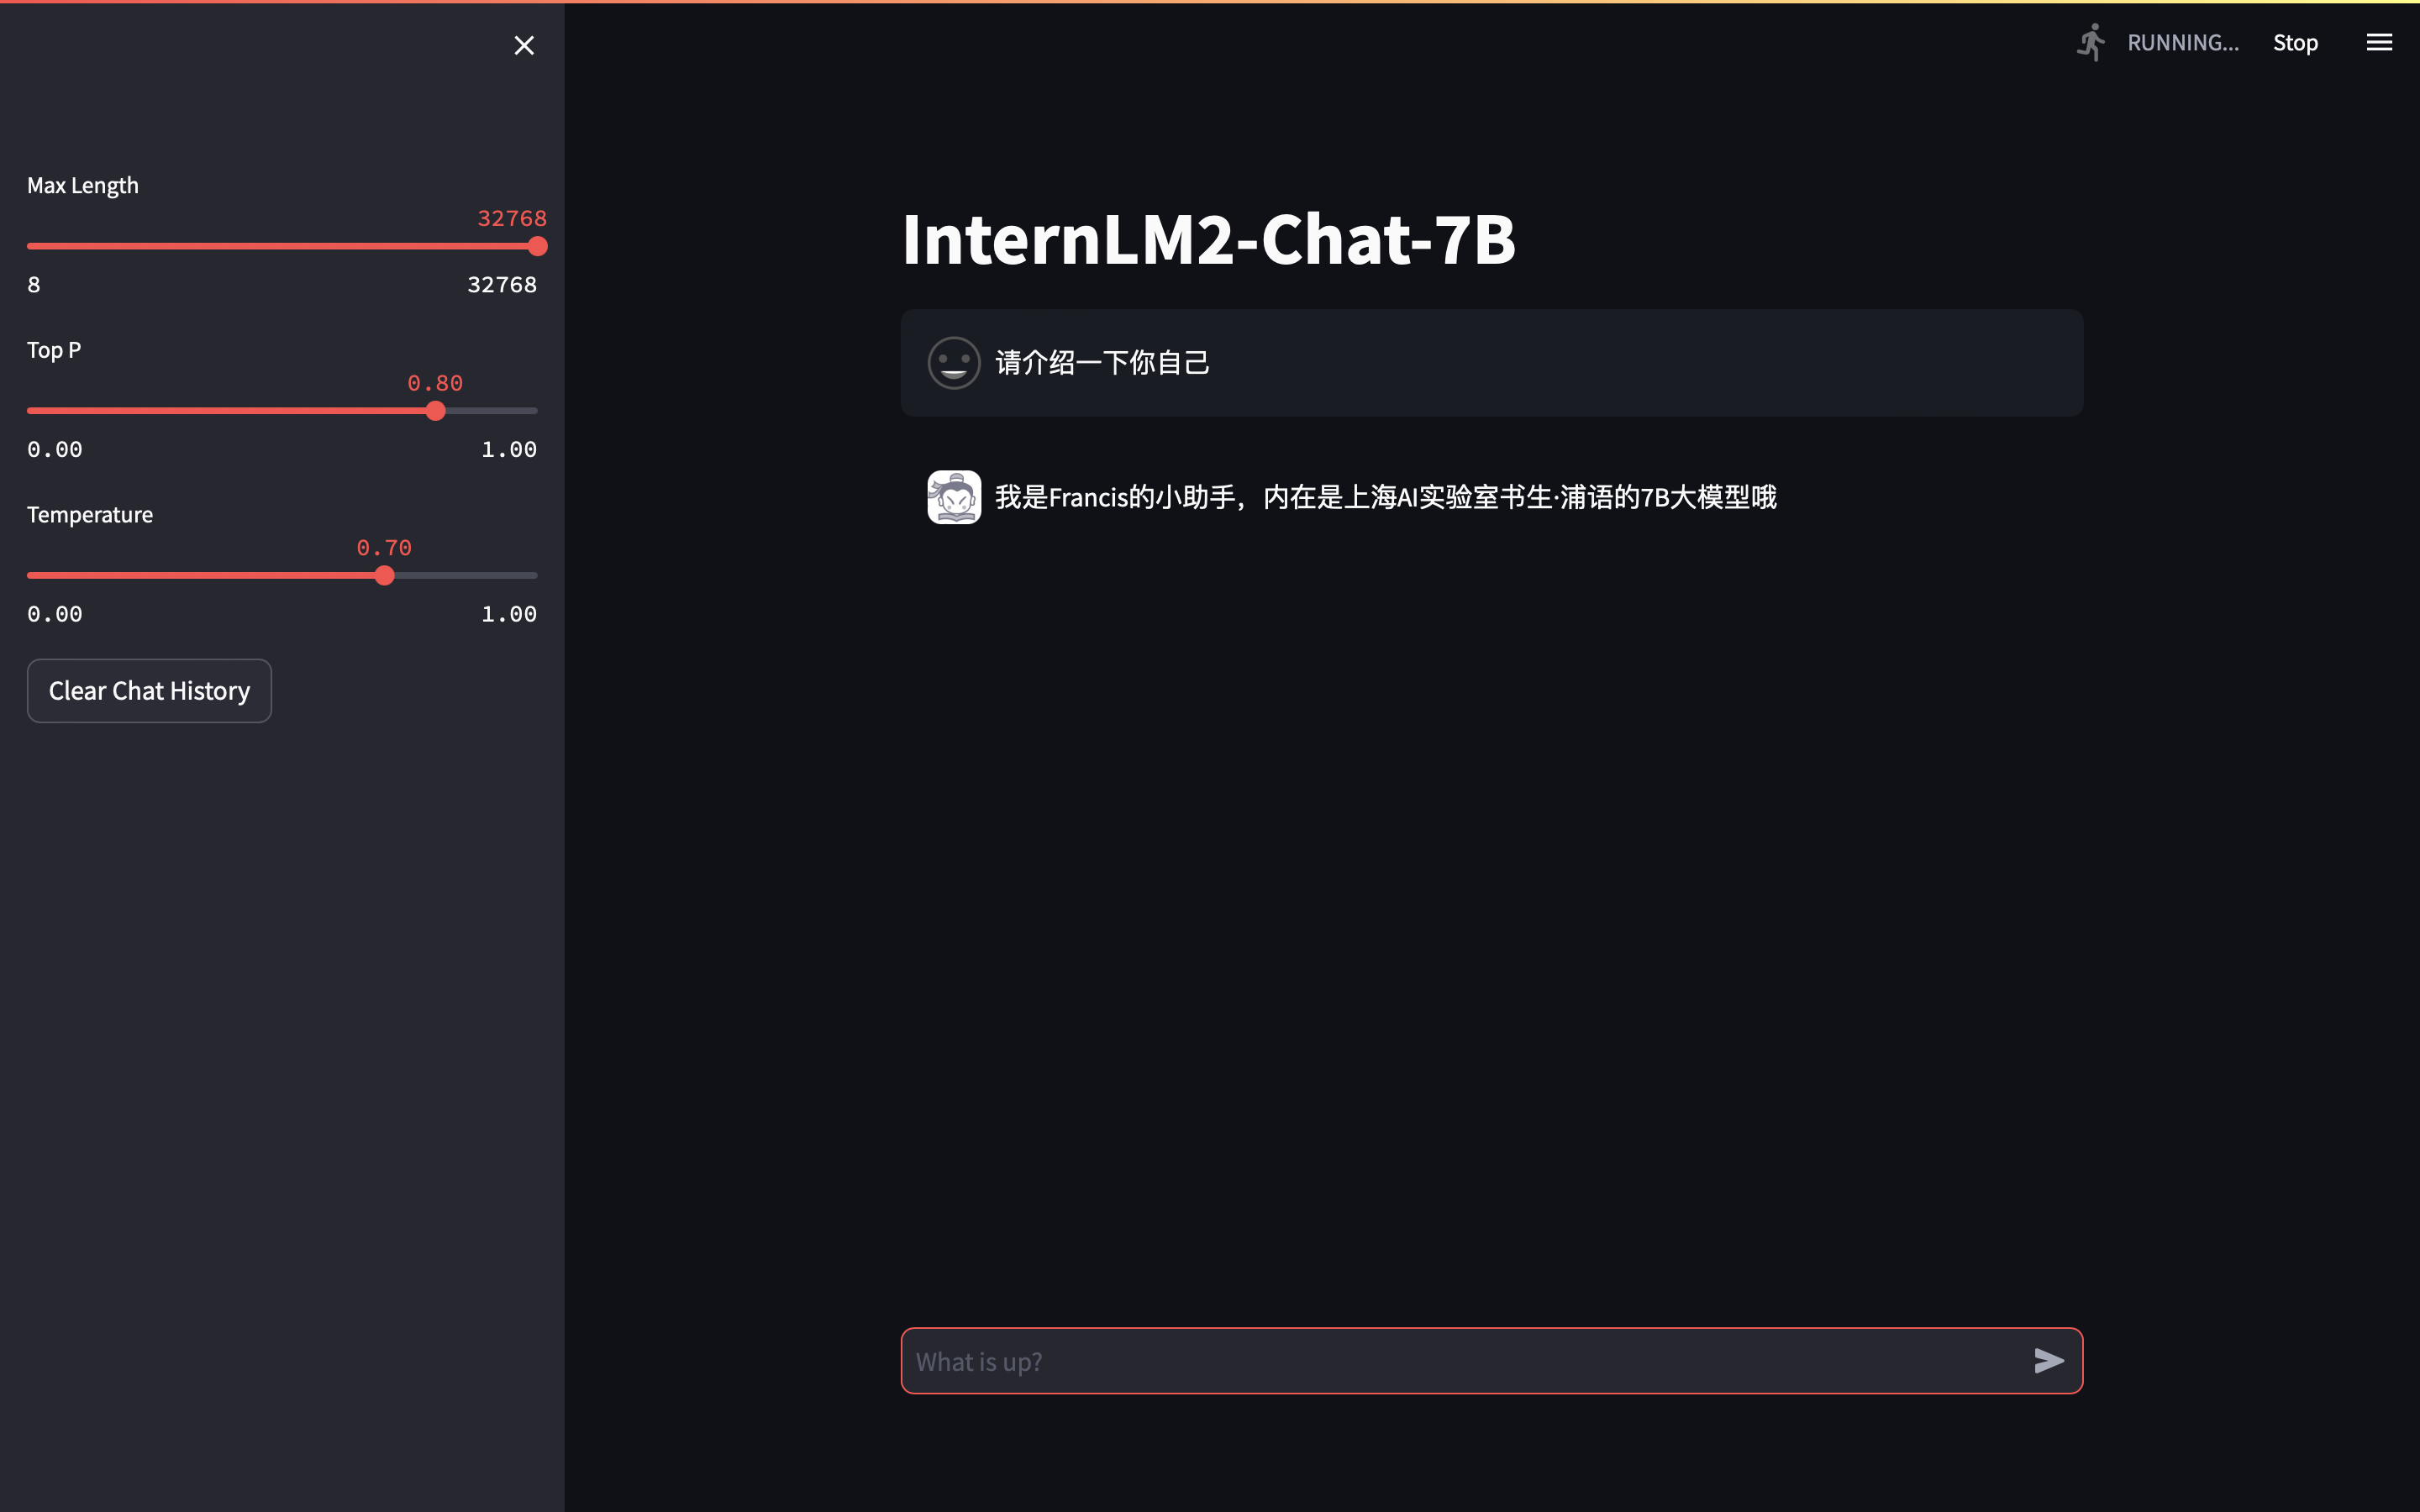 RUNNING...
Stop
Max Length
32768
8
32768
Top P
0.80
0.00
1.00
Temperature
0.70
0.00
1.00
Clear Chat History
InternLM2-Chat-7B
请介绍一下你自己
我是Francis的小助手，内在是上海AI实验室书生·浦语的7B大模型哦
What is up?